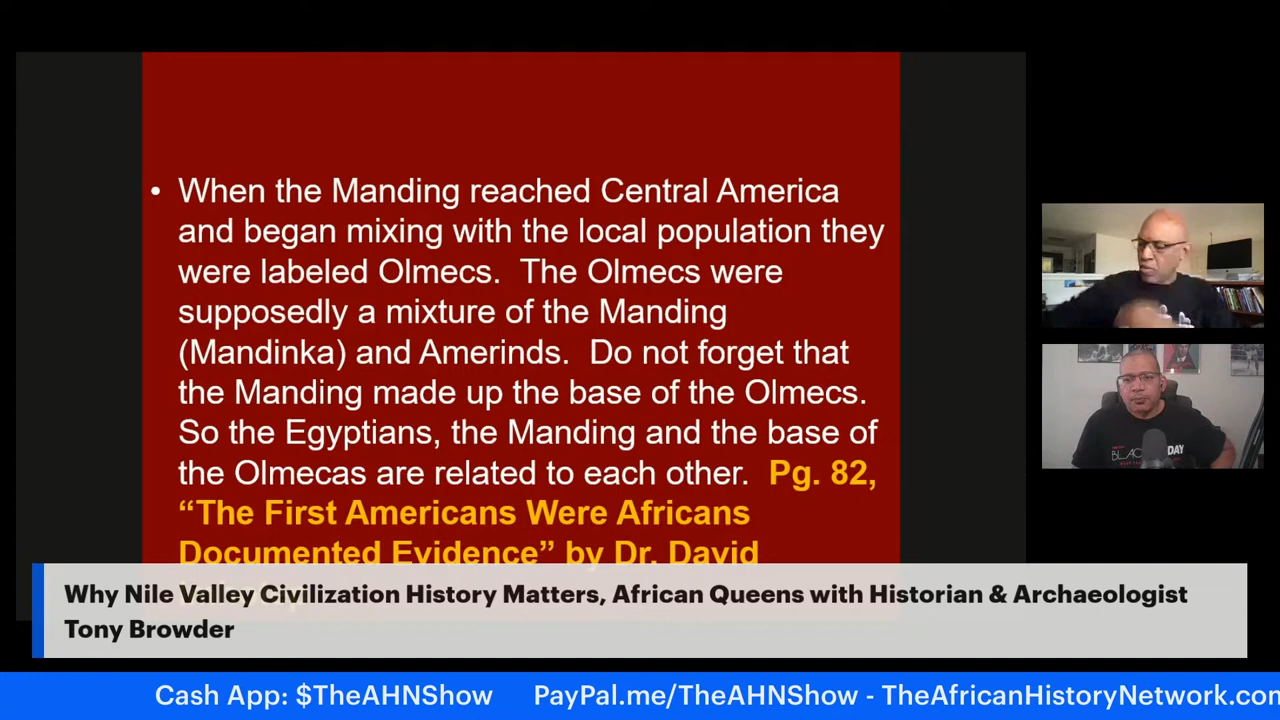 • When the Manding reached Central America
and began mixing with the local population they
were labeled Olmecs. The Olmecs were
supposedly a mixture of the Manding
(Mandinka) and Amerinds. Do not forget that
the Manding made up the base of the Olmecs.
So the Egyptians, the Manding and the base of
the Olmecas are related to each other. Pg. 82,
“The First Americans Were Africans
Documented Evidence” by Dr. David
Why Nile Valley Civilization History Matters, African Queens with Historian & Archaeologist
Tony Browder
Cash App: $TheAHNShow PayPal.me/TheAHNShow - TheAfricanHistoryNetwork.com